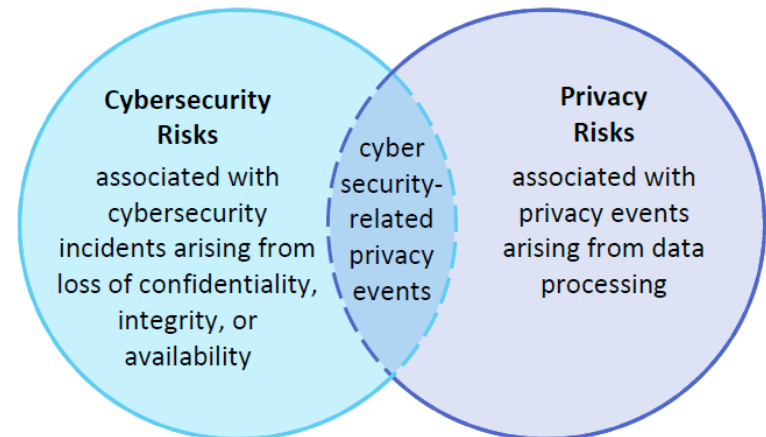 Cybersecurity
Risks
associated with
cybersecurity
incidents arising from
loss of confidentiality,
integrity, or
availability
cyber
security-
related
privacy
events
Privacy
Risks
associated with
privacy events
arising from data
processing